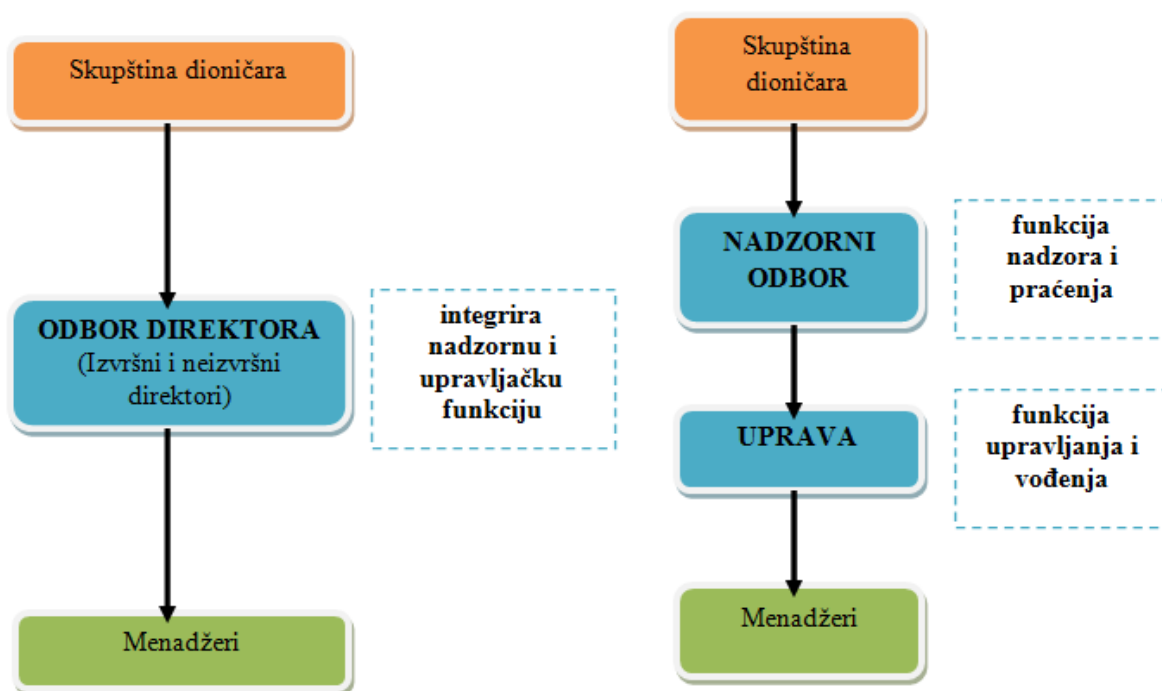 Skupština dioničara
ODBOR DIREKTORA
(Izvršni i neizvršni
direktori)
integrira
nadzornu i
upravljačku
funkciju
Menadžeri
Skupština
dioničara
NADZORNI
ODBOR
funkcija
nadzora i
praćenja
UPRAVA
funkcija
upravljanja i
vođenja
Menadžeri